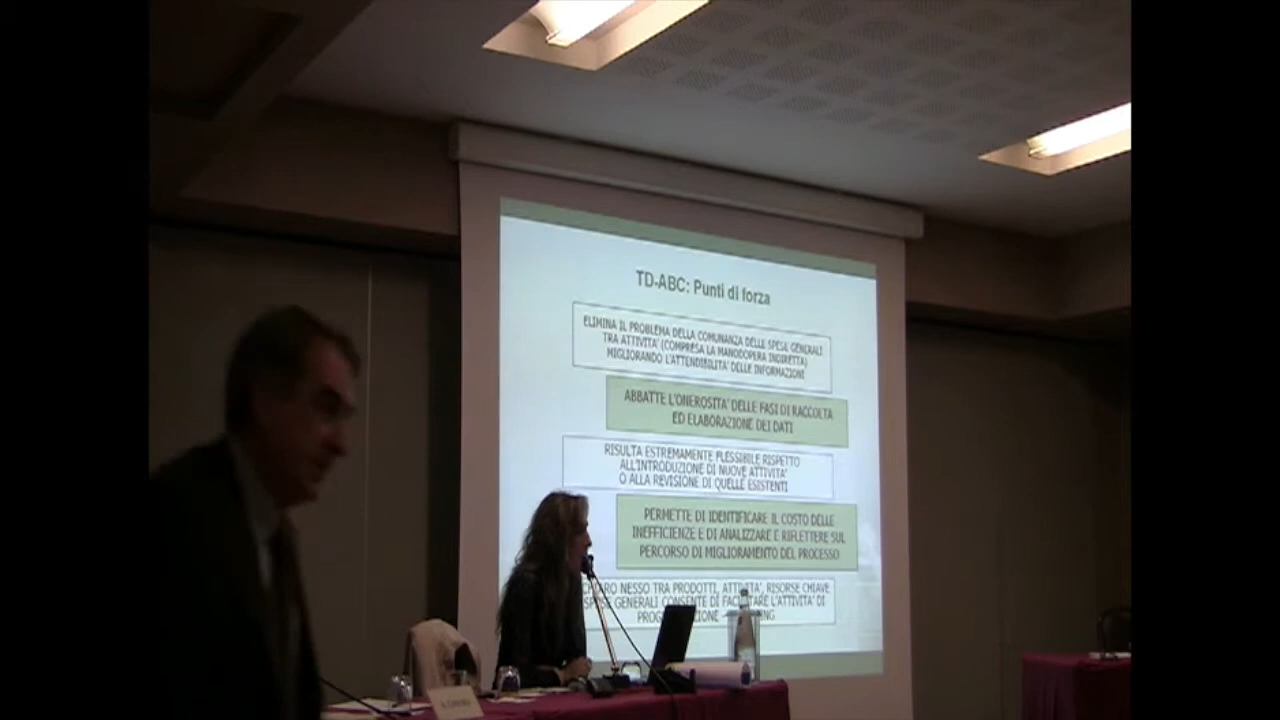 TD-ABC: Punti di forza
ELIMINA IL PROBLEMA DELLA COMUNANZA DELLE SPESE GENERALI
TRA ATTIVITA' (COMPRESA LA MANODOPERA INDIRETTA)
MIGLIORANDO L'ATTENDIBILITA' DELLE INFORMAZIONI
ABBATTE L'ONEROSITA' DELLE FASI DI RACCOLTA
ED ELABORAZIONE DEI DATI
RISULTA ESTREMAMENTE FLESSIBILE RISPETTO
ALL'INTRODUZIONE DI NUOVE ATTIVITA'
O ALLA REVISIONE DI QUELLE ESISTENTI
PERMETTE DI IDENTIFICARE IL COSTO DELLE
INEFFICIENZE E DI ANALIZZARE E RIFLETTERE SUL
PERCORSO DI MIGLIORAMENTO DEL PROCESSO
NESSO TRA PRODOTTI, ATTIVITA', RISORSE CHIAVE
GENERALI CONSENTE DI FACILITARE L'ATTIVITA' DI